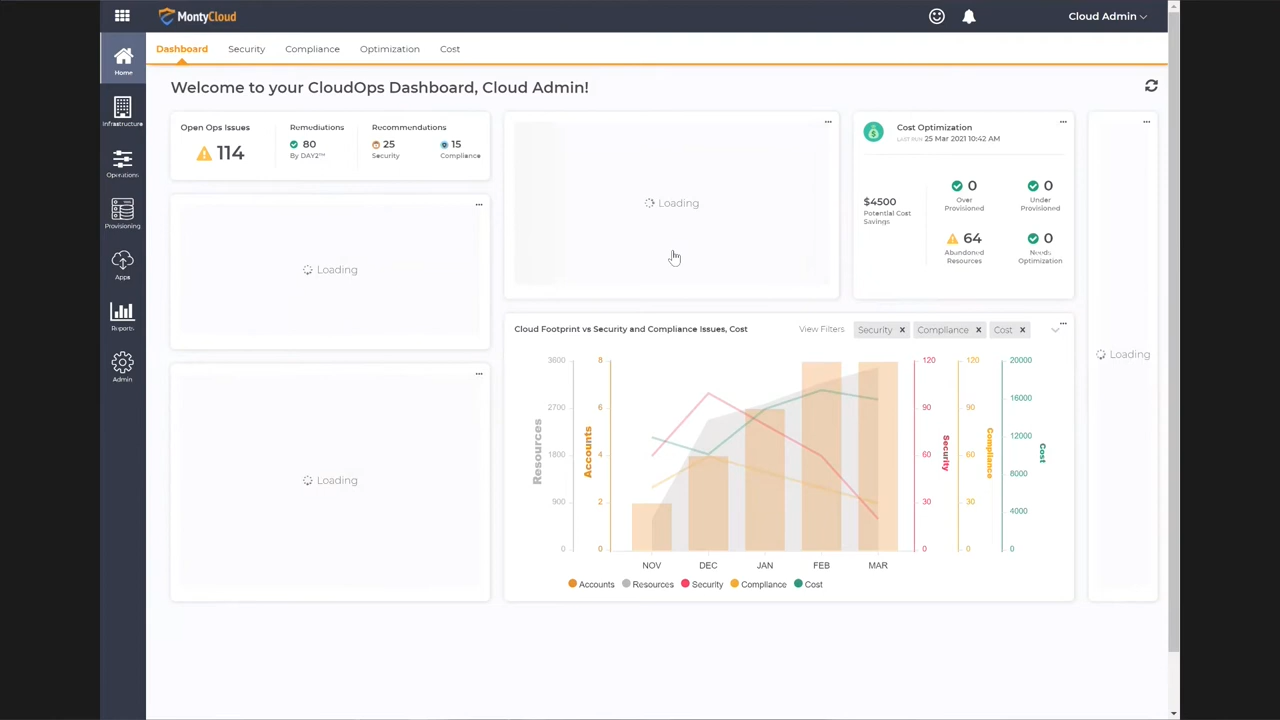 MontyCloud
Cloud Admin
Home
Infrastructure
Operations
Provisioning
Apps
Reports
Admin
Dashboard Security Compliance Optimization Cost
Welcome to your CloudOps Dashboard, Cloud Admin!
Open Ops Issues
114
Remediations
80
By DAY2™
Recommendations
25
Security
15
Compliance
Loading
Loading
Loading
Cost Optimization
LAST RUN 25 Mar 2021 10:42 AM
$4500
Potential Cost
Savings
0
Over
Provisioned
0
Under
Provisioned
64
Abandoned
Resources
0
Needs
Optimization
Loading
Cloud Footprint vs Security and Compliance Issues, Cost
View Filters
Security x
Compliance x
Cost x
Resources
3600
2700
1800
900
0
Accounts
8
6
4
2
0
120
90
60
30
0
Security
120
90
60
30
0
Compliance
20000
16000
12000
8000
4000
0
Cost
NOV DEC JAN FEB MAR
Accounts Resources Security Compliance Cost